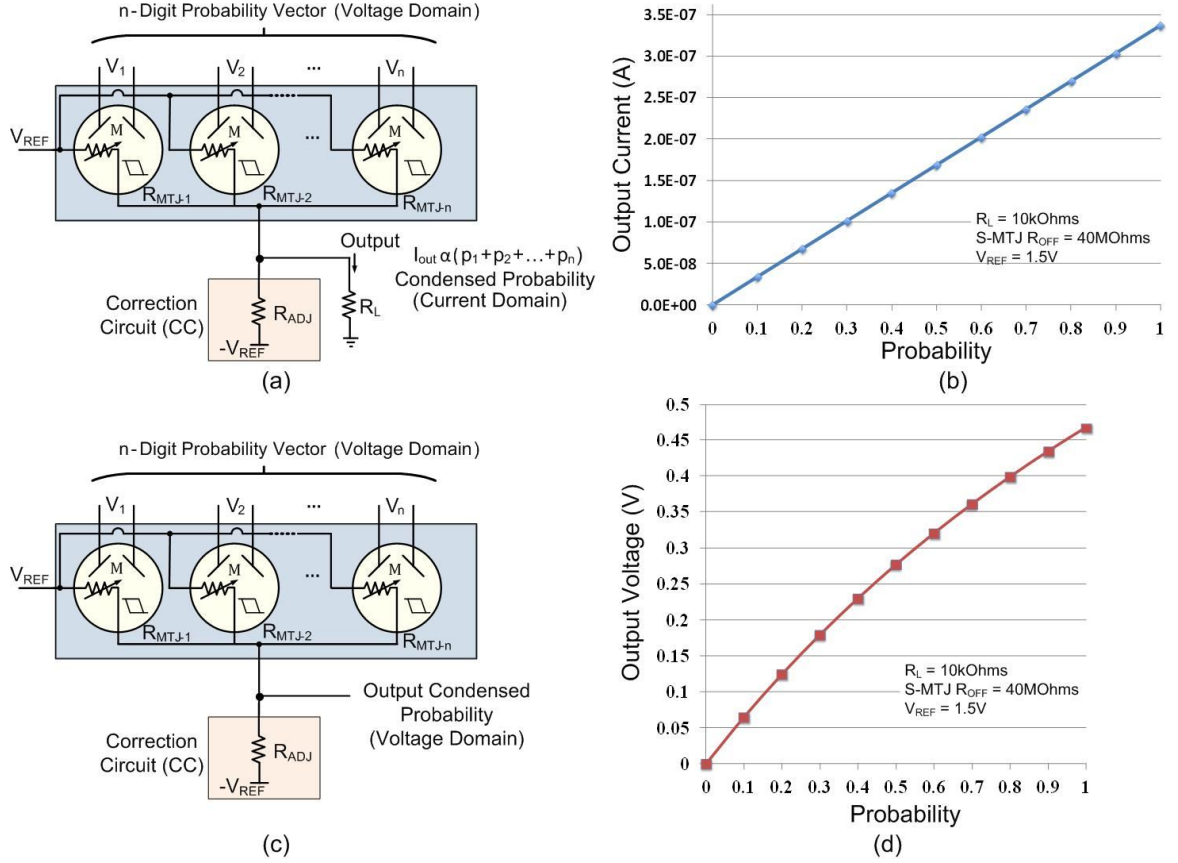 n-Digit Probability Vector (Voltage Domain)
V1 V2 ... Vn
VREF
M M ... M
RMTJ-1 RMTJ-2 RMTJ-n
Output
Iout α(p1+p2+...+pn)
Condensed Probability
(Current Domain)
Correction
Circuit (CC)
RADJ
RL
-VREF
(a)
Output Current (A)
3.5E-07
3.0E-07
2.5E-07
2.0E-07
1.5E-07
1.0E-07
5.0E-08
0.0E+00
RL = 10kOhms
S-MTJ ROFF = 40MOhms
VREF = 1.5V
0 0.1 0.2 0.3 0.4 0.5 0.6 0.7 0.8 0.9 1
Probability
(b)
n-Digit Probability Vector (Voltage Domain)
V1 V2 ... Vn
VREF
M M ... M
RMTJ-1 RMTJ-2 RMTJ-n
Output Condensed
Probability
(Voltage Domain)
Correction
Circuit (CC)
RADJ
-VREF
(c)
Output Voltage (V)
0.5
0.45
0.4
0.35
0.3
0.25
0.2
0.15
0.1
0.05
0
RL = 10kOhms
S-MTJ ROFF = 40MOhms
VREF = 1.5V
0 0.1 0.2 0.3 0.4 0.5 0.6 0.7 0.8 0.9 1
Probability
(d)